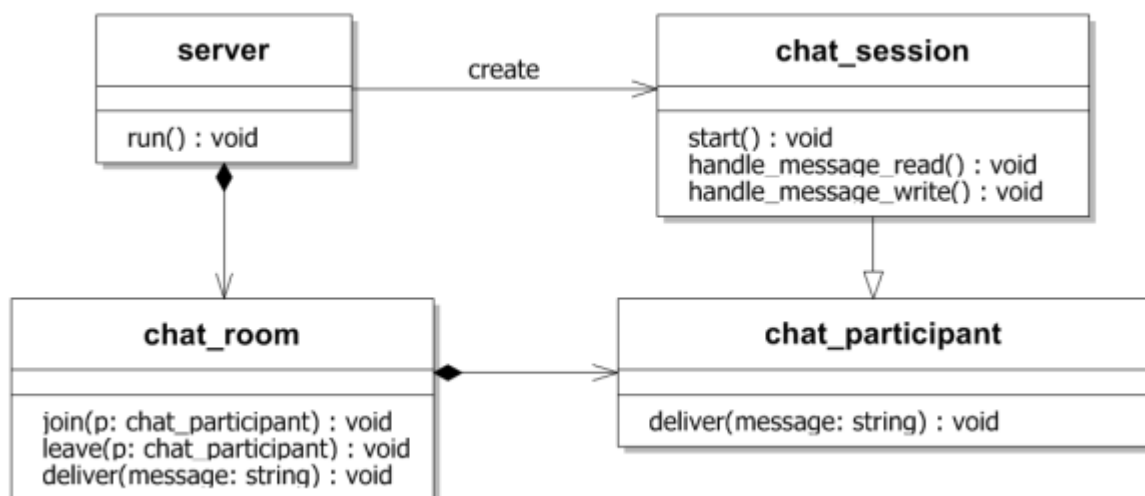 server
run() : void
create
chat_session
start() : void
handle_message_read() : void
handle_message_write() : void
chat_room
join(p: chat_participant) : void
leave(p: chat_participant) : void
deliver(message: string) : void
chat_participant
deliver(message: string) : void